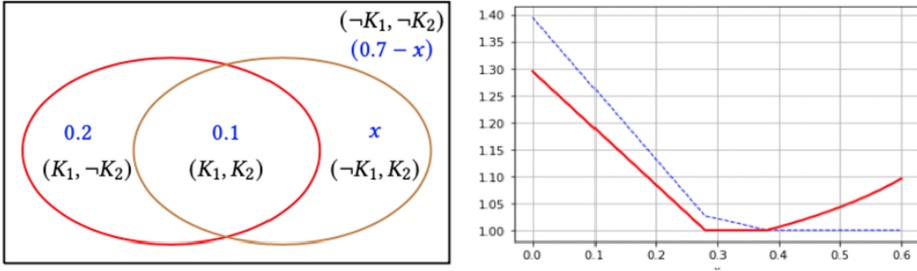 (¬K₁, ¬K₂)
(0.7 − x)
0.2
0.1
x
(K₁, ¬K₂)
(K₁, K₂)
(¬K₁, K₂)
1.40
1.35
1.30
1.25
1.20
1.15
1.10
1.05
1.00
0.0 0.1 0.2 0.3 0.4 0.5 0.6